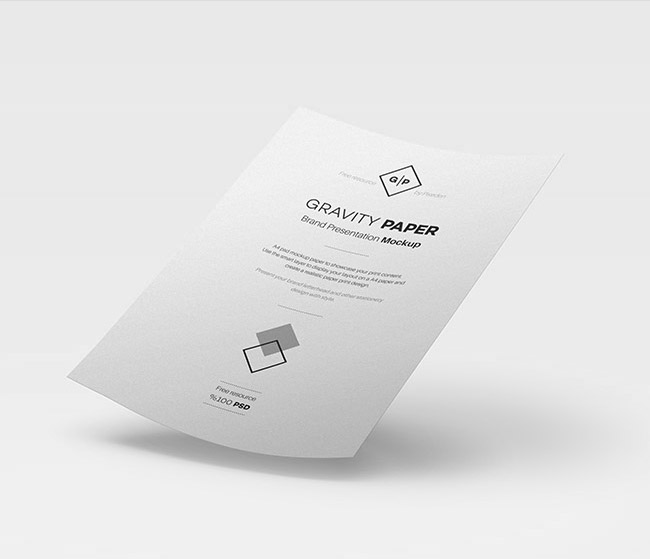 Free Resource
G/P
by Pixeden
GRAVITY PAPER
Brand Presentation Mockup
A4 psd mockup paper to showcase your print content.
Use the smart layer to display your layout on a A4 paper and
create a realistic paper print design.
Present your brand letterhead and other stationery
design with style.
Free resource
%100 PSD